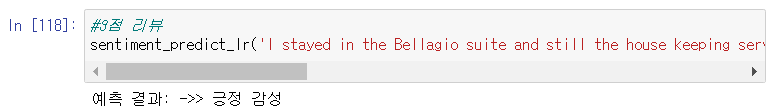 In [118]:
#3점 리뷰
sentiment_predict_lr('I stayed in the Bellagio suite and still the house keeping
예측 결과: ->> 긍정 감성